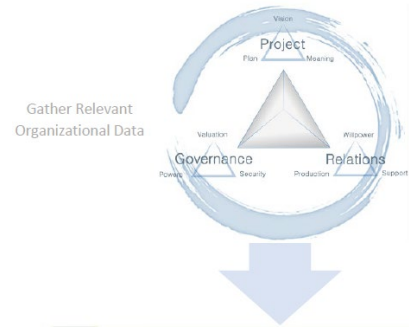 Vision
Project
Plan Meaning
Gather Relevant
Organizational Data
Valuation Willpower
Governance Relations
Powers Security Production Support